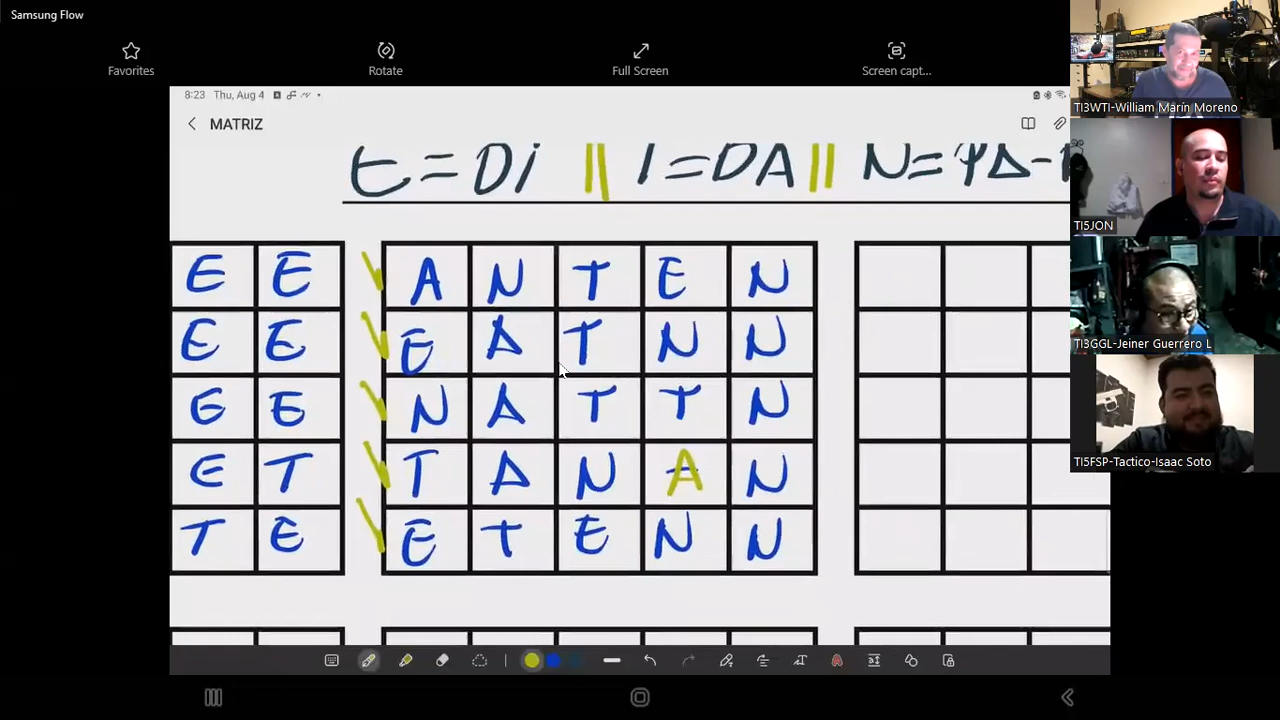 Samsung Flow
Favorites
Rotate
Full Screen
Screen capt...
8:23 Thu, Aug 4
MATRIZ
E = Di || I = DA || N=
E E A N T E N
E E E A T N N
E E N A T T N
E T T A N A N
T E E T E N N
TI3WTI-William Marín Moreno
TI5JON
TI3GGL-Jeiner Guerrero L
TI5FSP-Tactico-Isaac Soto